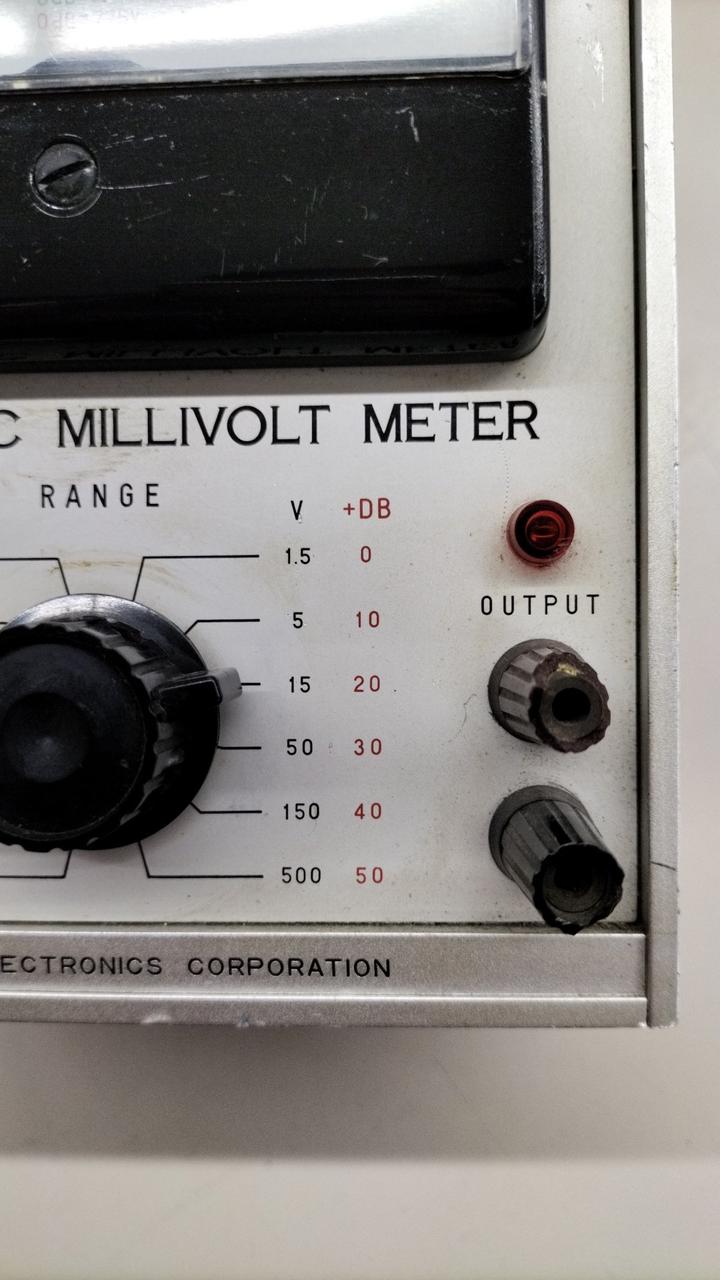 C MILLIVOLT METER
RANGE
V +DB
1.5 0
5 10
OUTPUT
15 20
50 30
150 40
500 50
ECTRONICS CORPORATION